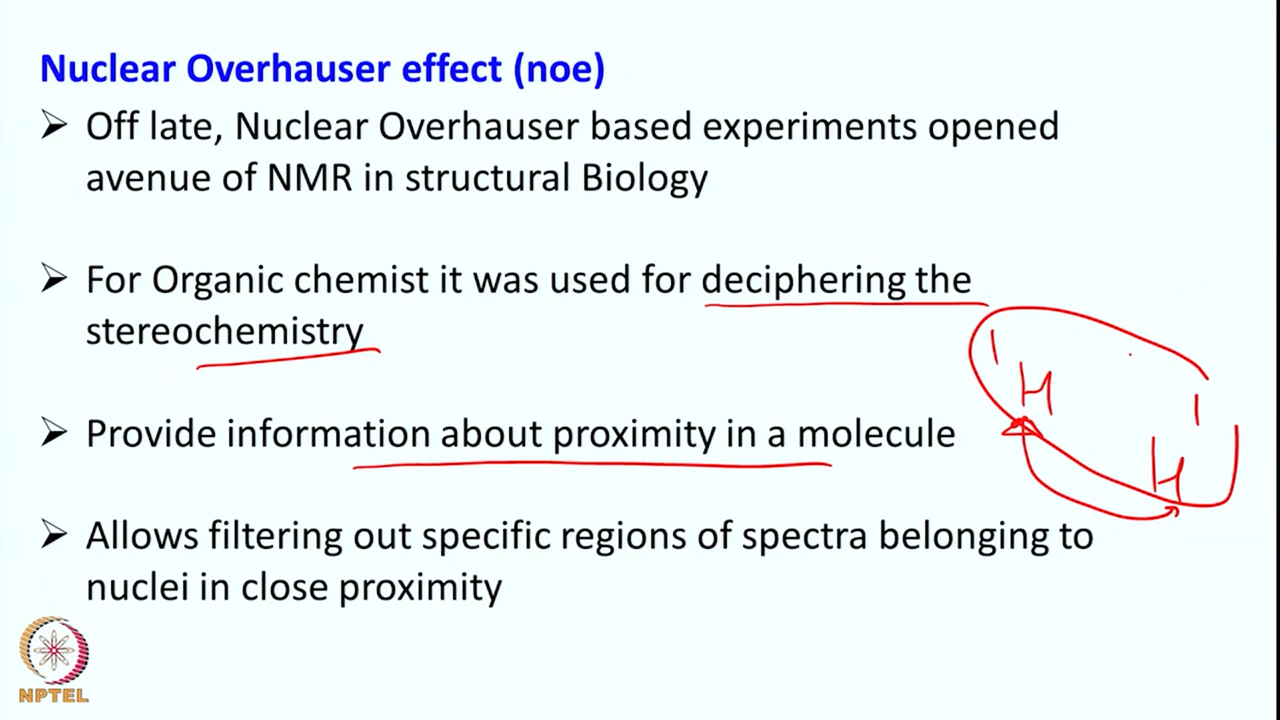 Nuclear Overhauser effect (noe)
➢ Off late, Nuclear Overhauser based experiments opened
avenue of NMR in structural Biology
➢ For Organic chemist it was used for deciphering the
stereochemistry
➢ Provide information about proximity in a molecule
1
H
1
H
➢ Allows filtering out specific regions of spectra belonging to
nuclei in close proximity
NPTEL